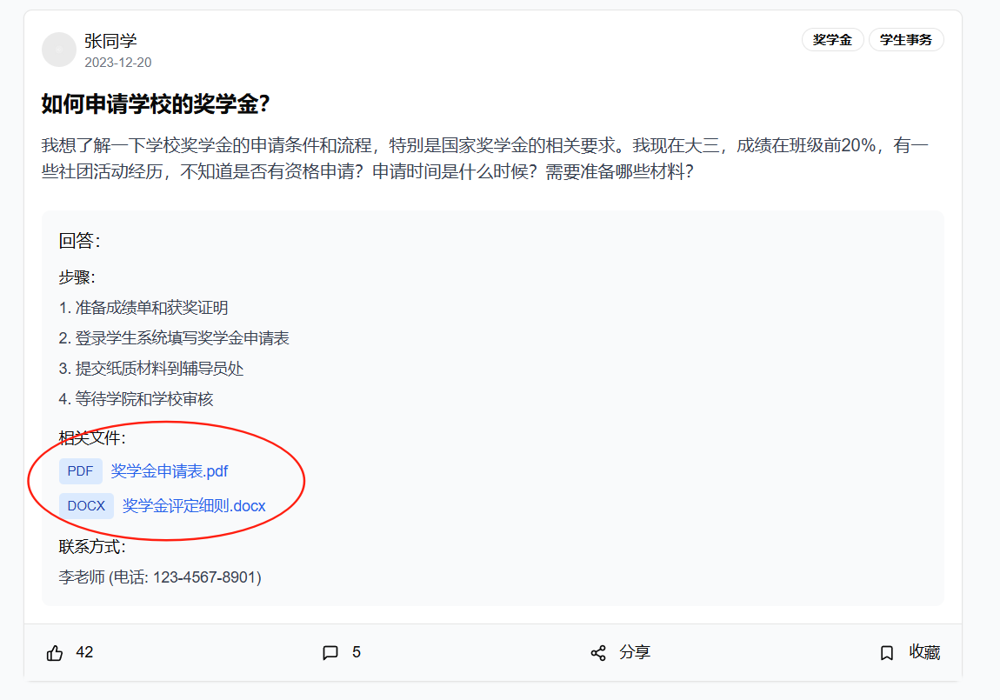 张同学
2023-12-20
奖学金 学生事务
如何申请学校的奖学金？
我想了解一下学校奖学金的申请条件和流程，特别是国家奖学金的相关要求。我现在大三，成绩在班级前20%，有一
些社团活动经历，不知道是否有资格申请？申请时间是什么时候？需要准备哪些材料？
回答：
步骤：
1. 准备成绩单和获奖证明
2. 登录学生系统填写奖学金申请表
3. 提交纸质材料到辅导员处
4. 等待学院和学校审核
相关文件：
PDF 奖学金申请表.pdf
DOCX 奖学金评定细则.docx
联系方式：
李老师 (电话: 123-4567-8901)
42 5 分享 收藏